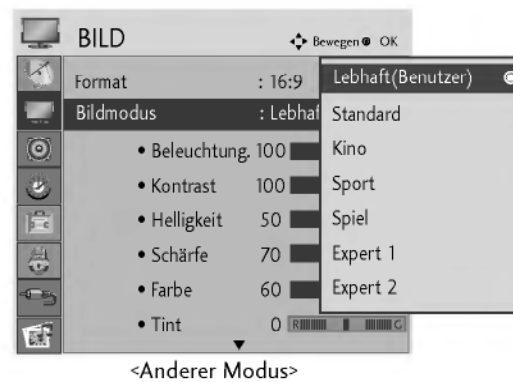 BILD
Bewegen OK
Format : 16:9
Bildmodus : Lebhaf
• Beleuchtung. 100
• Kontrast 100
• Helligkeit 50
• Schärfe 70
• Farbe 60
• Tint 0 R G
Lebhaft(Benutzer)
Standard
Kino
Sport
Spiel
Expert 1
Expert 2
<Anderer Modus>